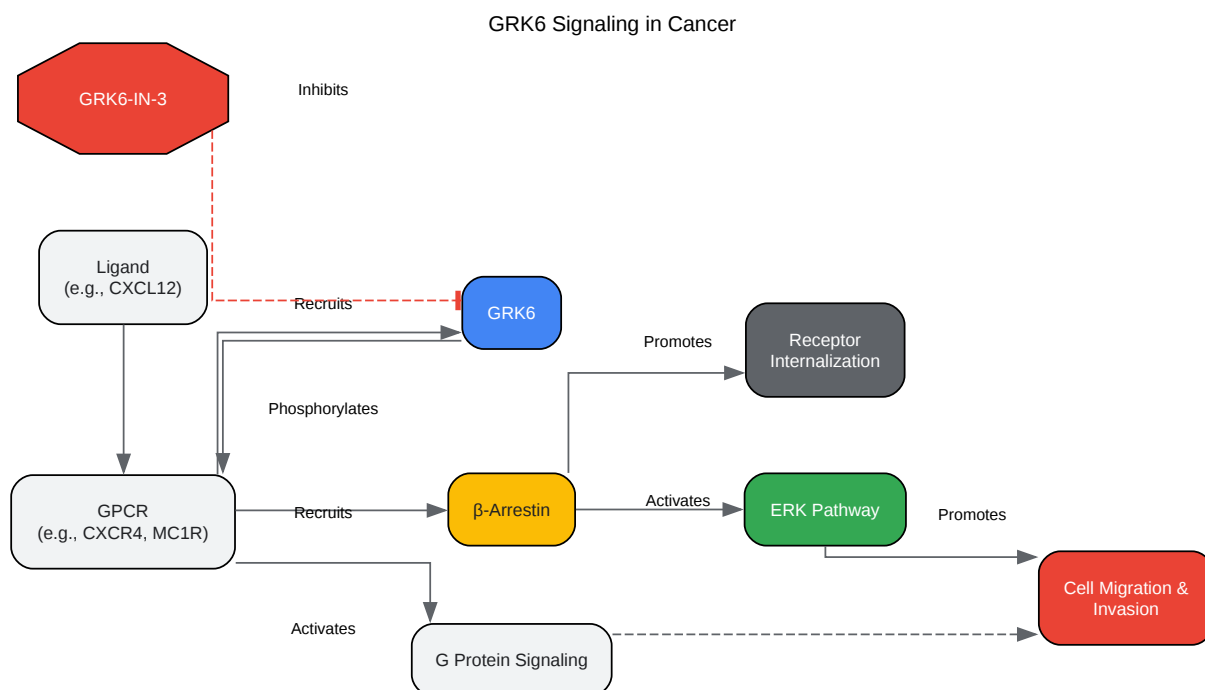 GRK6 Signaling in Cancer
GRK6-IN-3
Inhibits
Ligand
(e.g., CXCL12)
Recruits
GRK6
Promotes
Receptor
Internalization
Phosphorylates
GPCR
(e.g., CXCR4, MC1R)
Recruits
β-Arrestin
Activates
ERK Pathway
Promotes
Cell Migration &
Invasion
Activates
G Protein Signaling